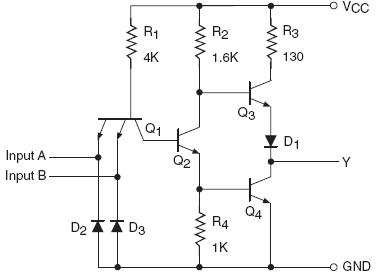 VCC
R1
R2
R3
4K
1.6K
130
Q3
Q1
D1
Input A
Y
Q2
Input B
Q4
D2
D3
R4
1K
GND